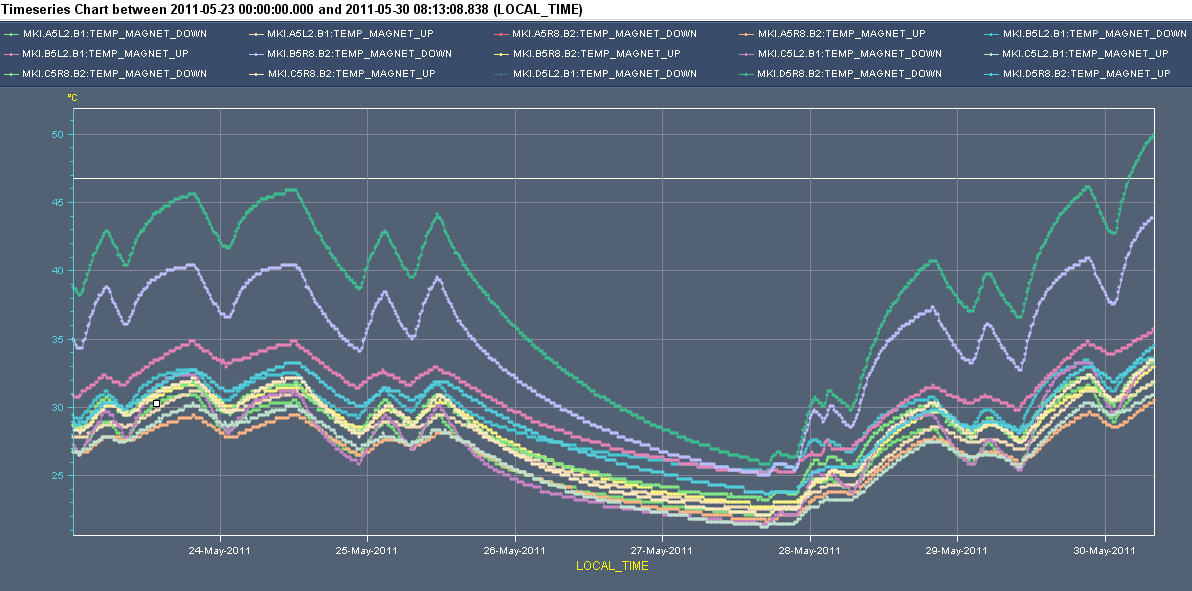 Timeseries Chart between 2011-05-23 00:00:00.000 and 2011-05-30 08:13:08.838 (LOCAL_TIME)
MKI.A5L2.B1:TEMP_MAGNET_DOWN MKI.A5L2.B1:TEMP_MAGNET_UP MKI.A5R8.B2:TEMP_MAGNET_DOWN MKI.A5R8.B2:TEMP_MAGNET_UP MKI.B5L2.B1:TEMP_MAGNET_DOWN
MKI.B5L2.B1:TEMP_MAGNET_UP MKI.B5R8.B2:TEMP_MAGNET_DOWN MKI.B5R8.B2:TEMP_MAGNET_UP MKI.C5L2.B1:TEMP_MAGNET_DOWN MKI.C5L2.B1:TEMP_MAGNET_UP
MKI.C5R8.B2:TEMP_MAGNET_DOWN MKI.C5R8.B2:TEMP_MAGNET_UP MKI.D5L2.B1:TEMP_MAGNET_DOWN MKI.D5R8.B2:TEMP_MAGNET_DOWN MKI.D5R8.B2:TEMP_MAGNET_UP
°C
50
45
40
35
30
25
24-May-2011 25-May-2011 26-May-2011 27-May-2011 28-May-2011 29-May-2011 30-May-2011
LOCAL_TIME